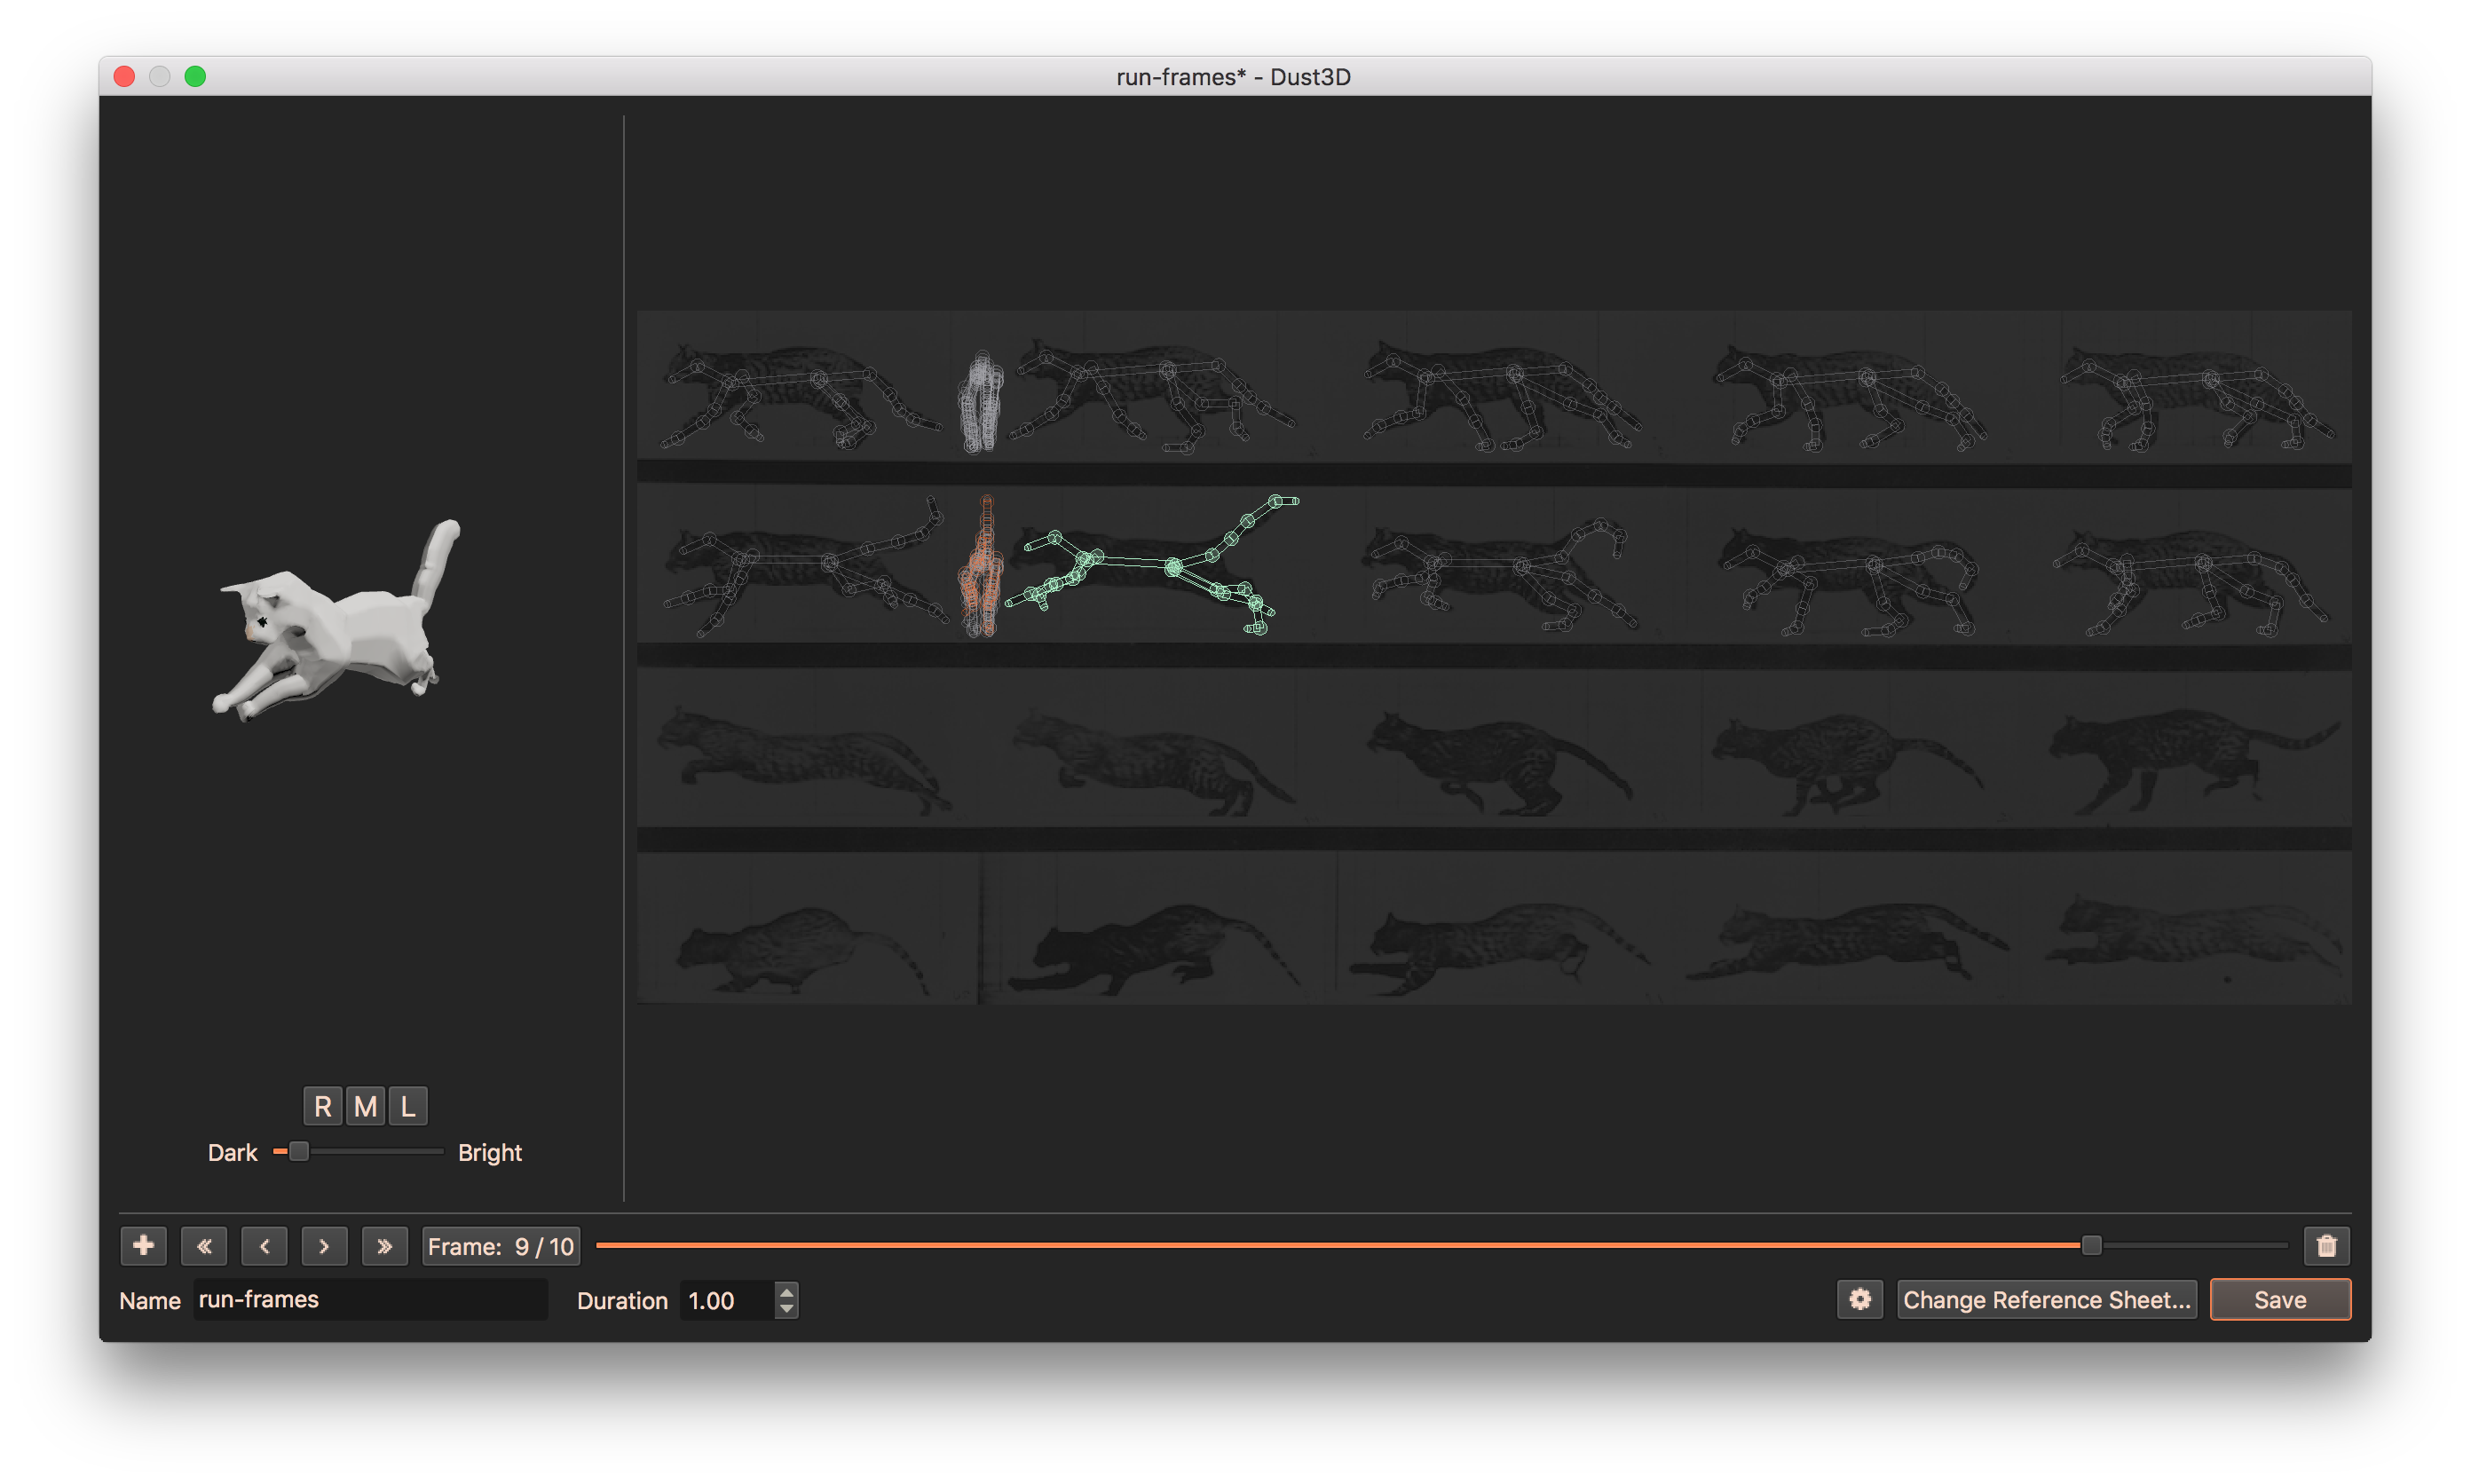 run-frames* - Dust3D
R M L
Dark Bright
Frame: 9 / 10
Name run-frames Duration 1.00 Change Reference Sheet... Save